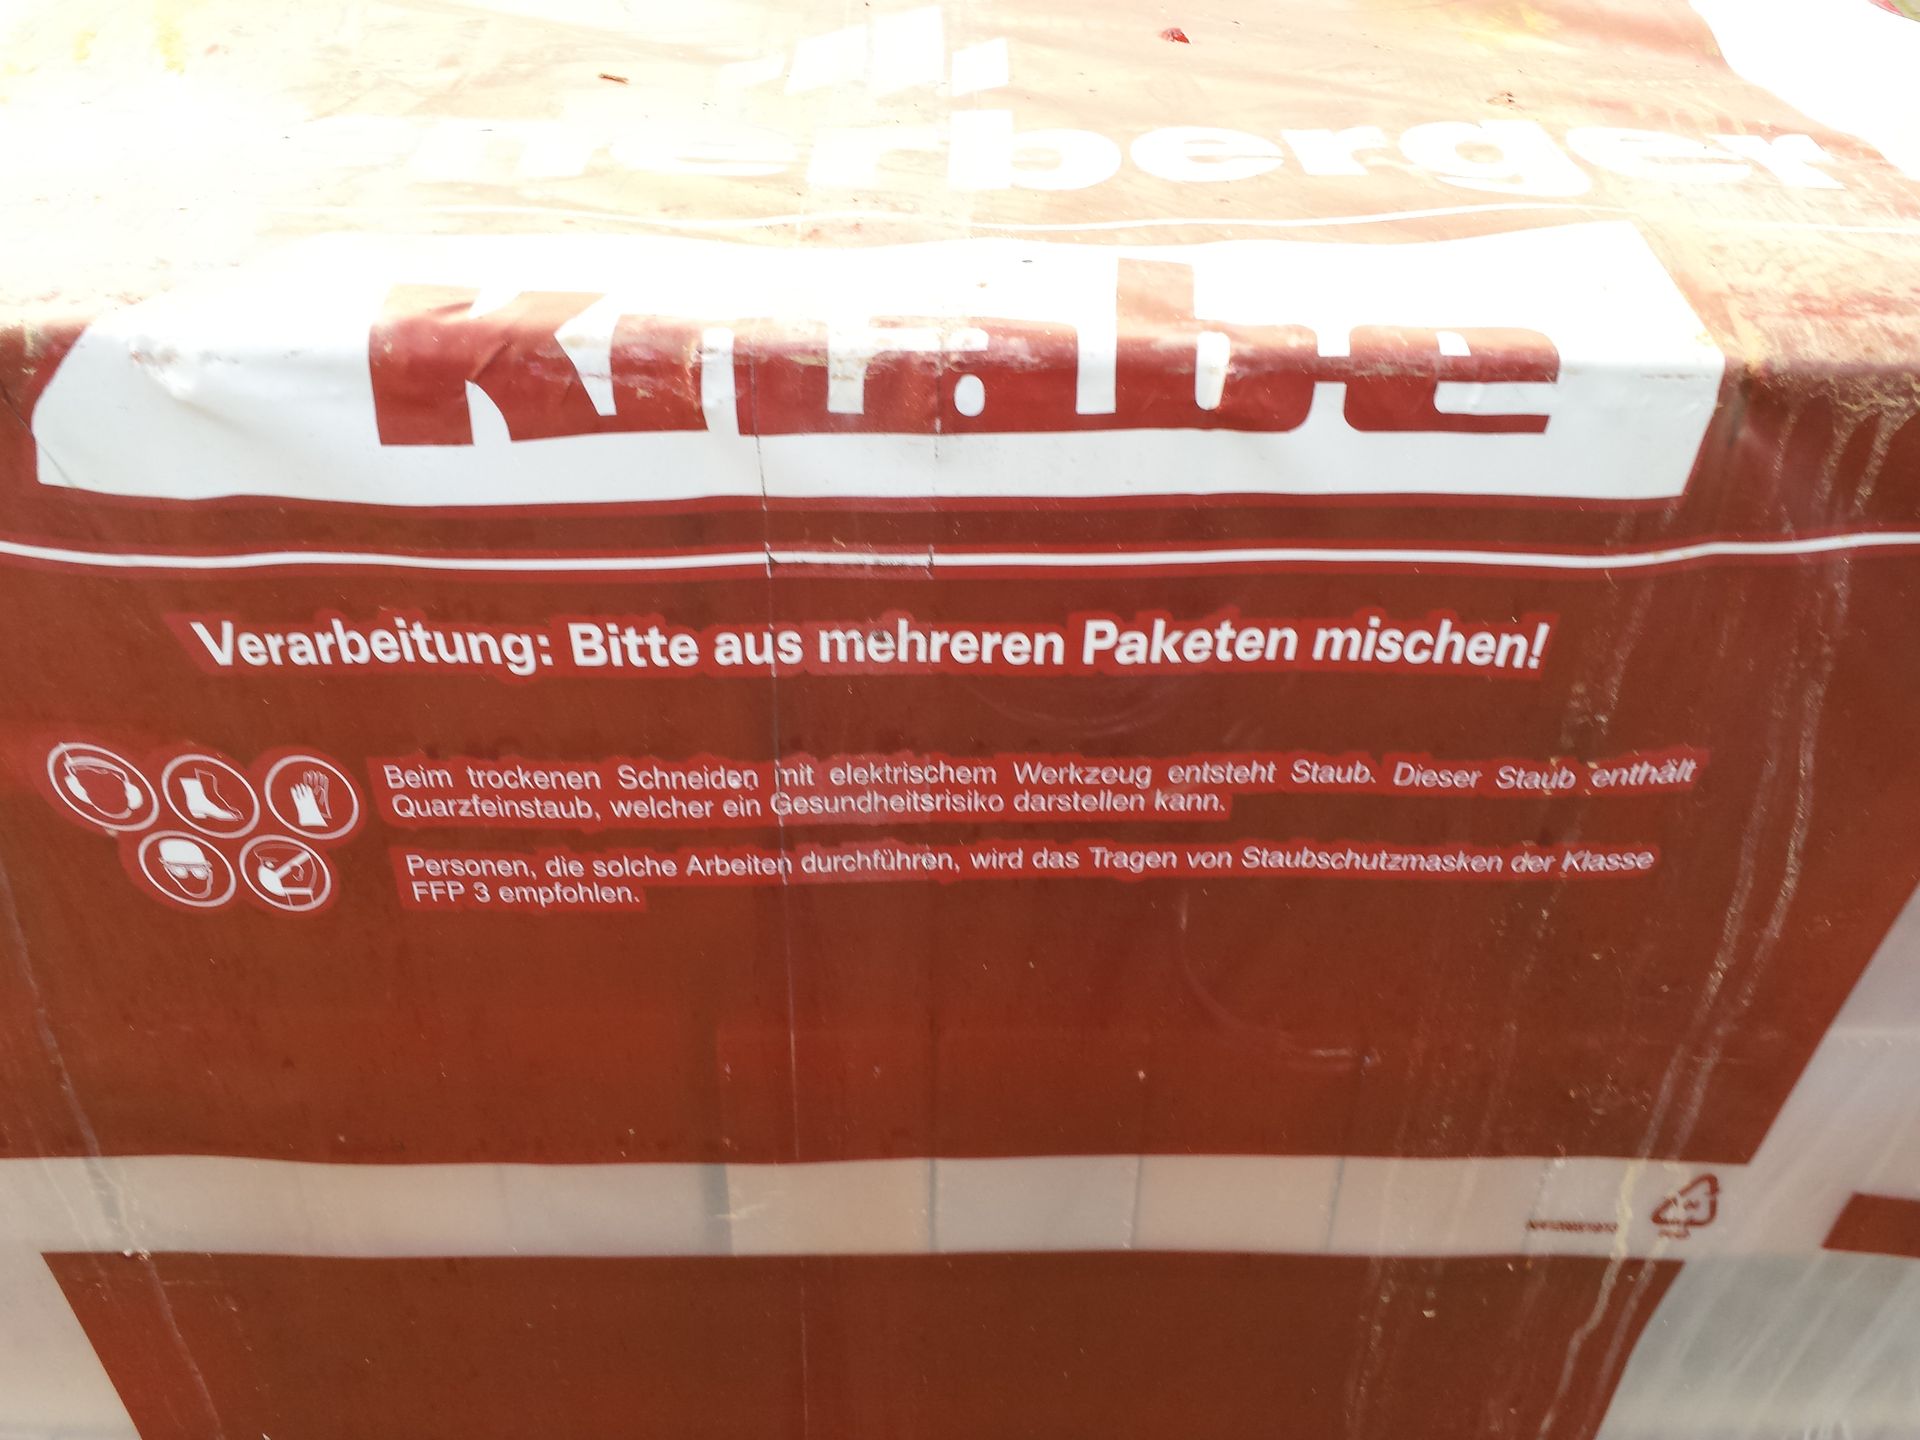 Verarbeitung: Bitte aus mehreren Paketen mischen!
Beim trockenen Schneiden mit elektrischem Werkzeug entsteht Staub. Dieser Staub enthält
Quarzfeinstaub, welcher ein Gesundheitsrisiko darstellen kann.
Personen, die solche Arbeiten durchführen, wird das Tragen von Staubschutzmasken der Klasse
FFP 3 empfohlen.